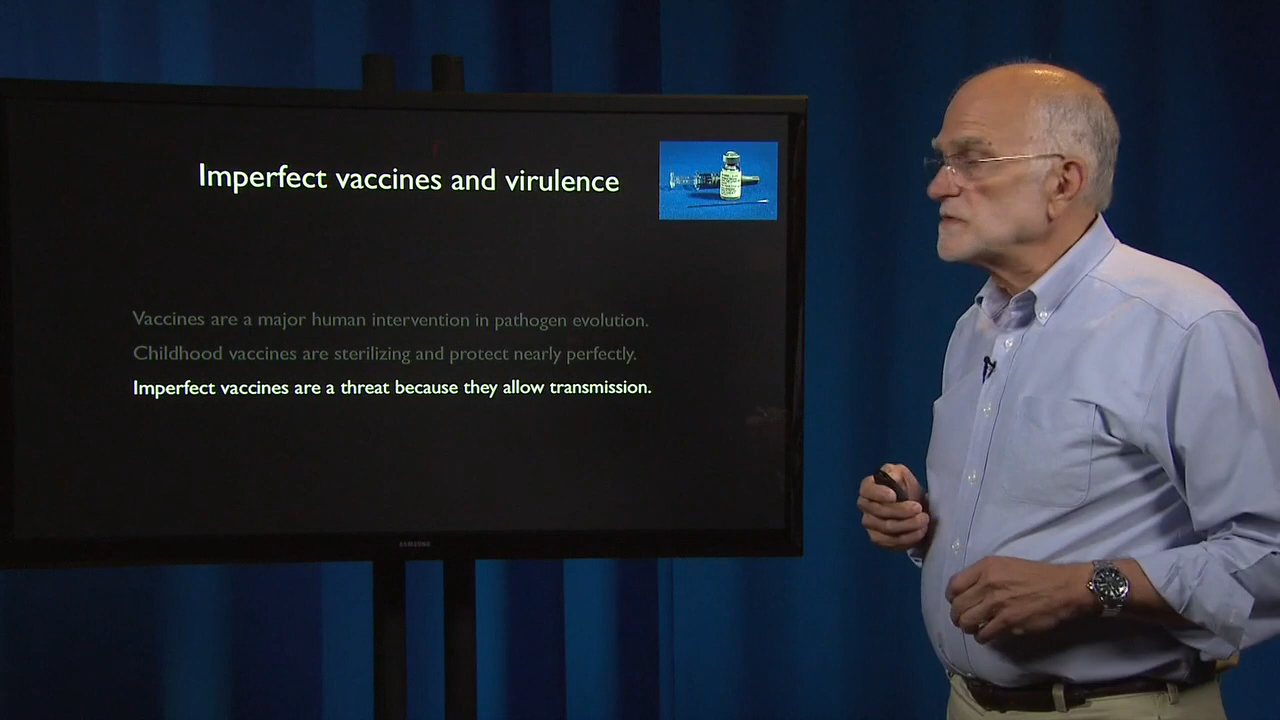 Imperfect vaccines and virulence
Vaccines are a major human intervention in pathogen evolution.
Childhood vaccines are sterilizing and protect nearly perfectly.
Imperfect vaccines are a threat because they allow transmission.
SAMSUNG